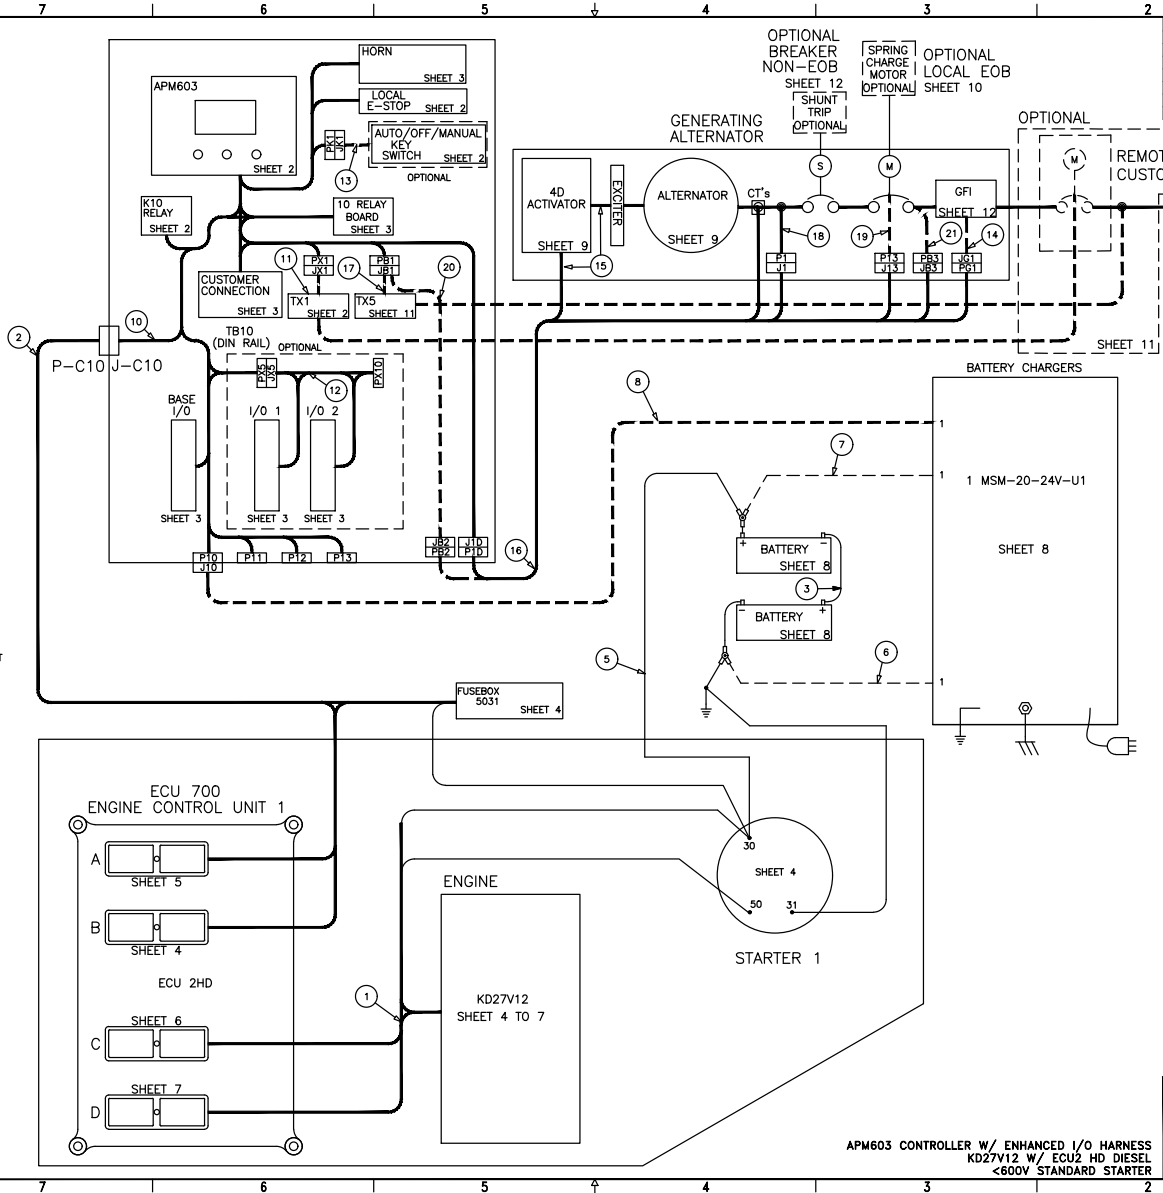 7 6 5 4 3 2
HORN
SHEET 3
APM603
SHEET 2
LOCAL
E-STOP
SHEET 2
PK1
JK1
AUTO/OFF/MANUAL
KEY
SWITCH
SHEET 2
OPTIONAL
13
K10
RELAY
SHEET 2
10 RELAY
BOARD
SHEET 3
CUSTOMER
CONNECTION
SHEET 3
11
PX1
JX1
TX1
SHEET 2
17
PB1
JB1
TX5
SHEET 11
20
OPTIONAL
BREAKER
NON-EOB
SHEET 12
SHUNT
TRIP
OPTIONAL
SPRING
CHARGE
MOTOR
OPTIONAL
OPTIONAL
LOCAL EOB
SHEET 10
GENERATING
ALTERNATOR
4D
ACTIVATOR
SHEET 9
EXCITER
ALTERNATOR
SHEET 9
CT's
S
M
GFI
SHEET 12
15
18
19
21
14
P1
J1
P13
J13
PB3
JB3
JG1
PG1
OPTIONAL
M
REMOT
CUSTO
SHEET 11
2
10
P-C10
J-C10
TB10
(DIN RAIL)
OPTIONAL
PX5
JX5
12
PX10
BASE
I/O
I/O 1
I/O 2
SHEET 3
SHEET 3
SHEET 3
P10
J10
P11
P12
P13
JB2
PB2
J1D
P1D
16
8
BATTERY CHARGERS
1
7
1
1 MSM-20-24V-U1
SHEET 8
+ -
BATTERY
SHEET 8
3
- +
BATTERY
SHEET 8
5
6
1
T
FUSEBOX
5031
SHEET 4
ECU 700
ENGINE CONTROL UNIT 1
A
SHEET 5
B
SHEET 4
ECU 2HD
SHEET 6
C
SHEET 7
D
1
ENGINE
KD27V12
SHEET 4 TO 7
30
SHEET 4
50
31
STARTER 1
APM603 CONTROLLER W/ ENHANCED I/O HARNESS
KD27V12 W/ ECU2 HD DIESEL
<600V STANDARD STARTER
7 6 5 4 3 2